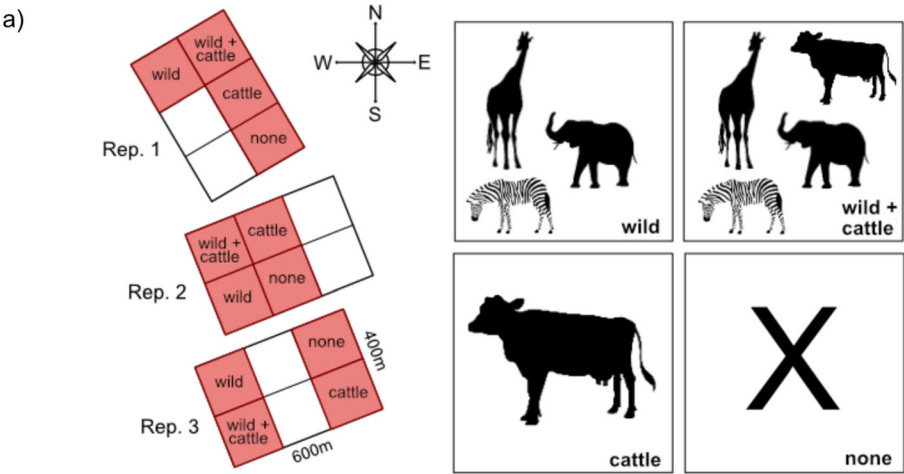 a)
N
W
E
S
wild
wild +
cattle
cattle
none
Rep. 1
wild +
cattle
cattle
wild
none
Rep. 2
wild
none
wild +
cattle
cattle
400m
600m
Rep. 3
wild
wild +
cattle
cattle
none